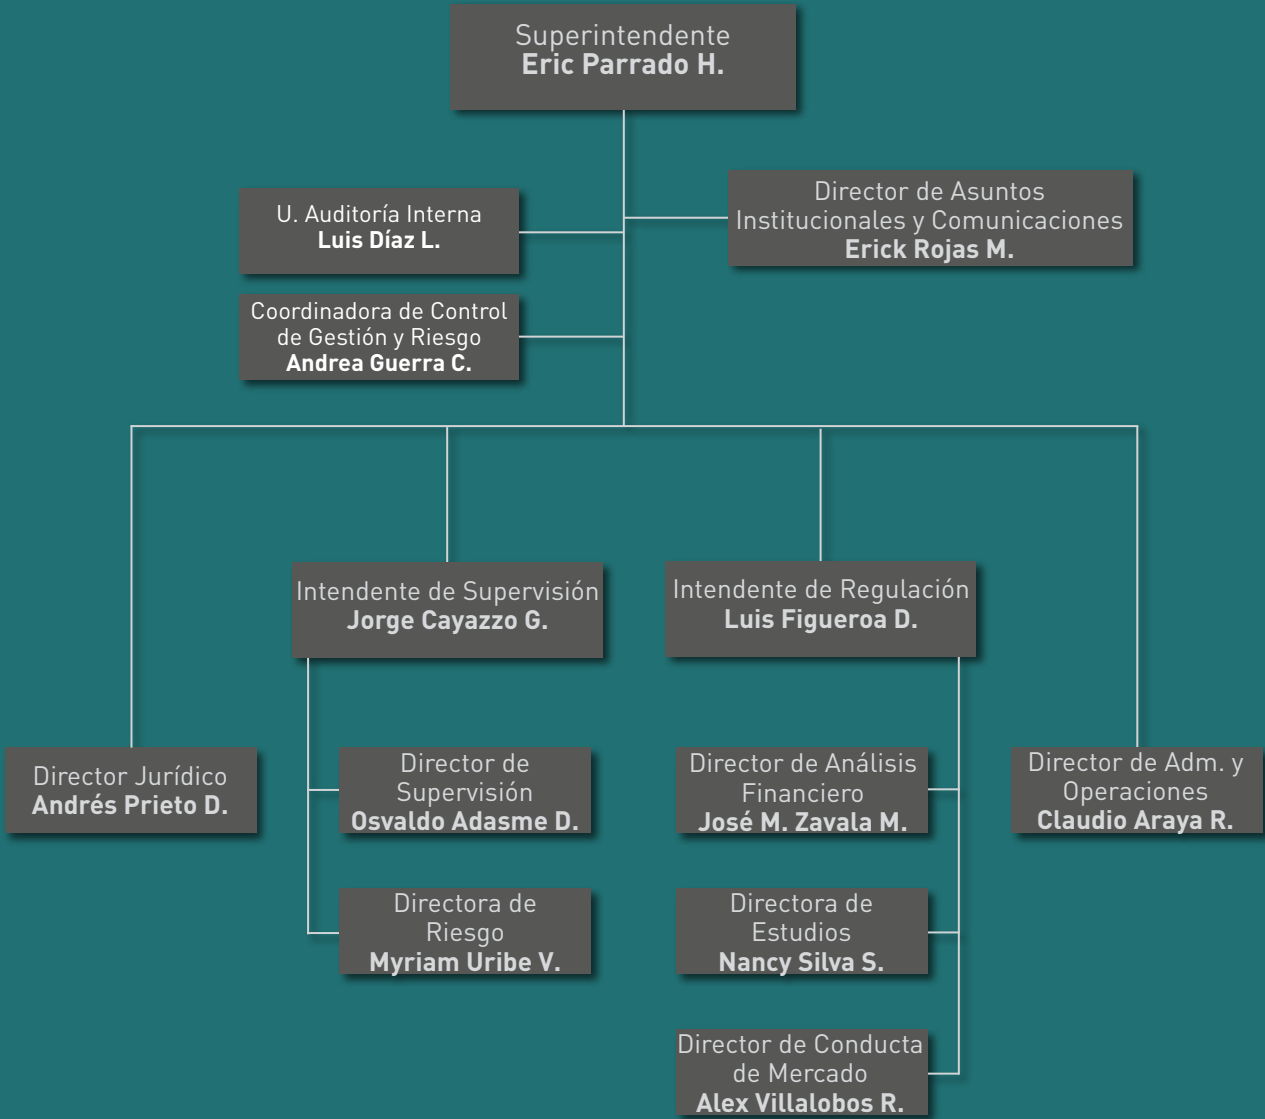 Superintendente
Eric Parrado H.
U. Auditoría Interna
Luis Díaz L.
Director de Asuntos
Institucionales y Comunicaciones
Erick Rojas M.
Coordinadora de Control
de Gestión y Riesgo
Andrea Guerra C.
Intendente de Supervisión
Jorge Cayazzo G.
Intendente de Regulación
Luis Figueroa D.
Director Jurídico
Andrés Prieto D.
Director de
Supervisión
Osvaldo Adasme D.
Director de Análisis
Financiero
José M. Zavala M.
Director de Adm. y
Operaciones
Claudio Araya R.
Directora de
Riesgo
Myriam Uribe V.
Directora de
Estudios
Nancy Silva S.
Director de Conducta
de Mercado
Alex Villalobos R.